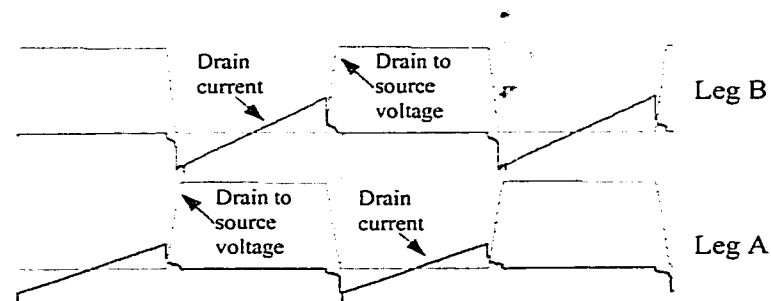 Drain
current
Drain to
source
voltage
Leg B
Drain to
source
voltage
Drain
current
Leg A